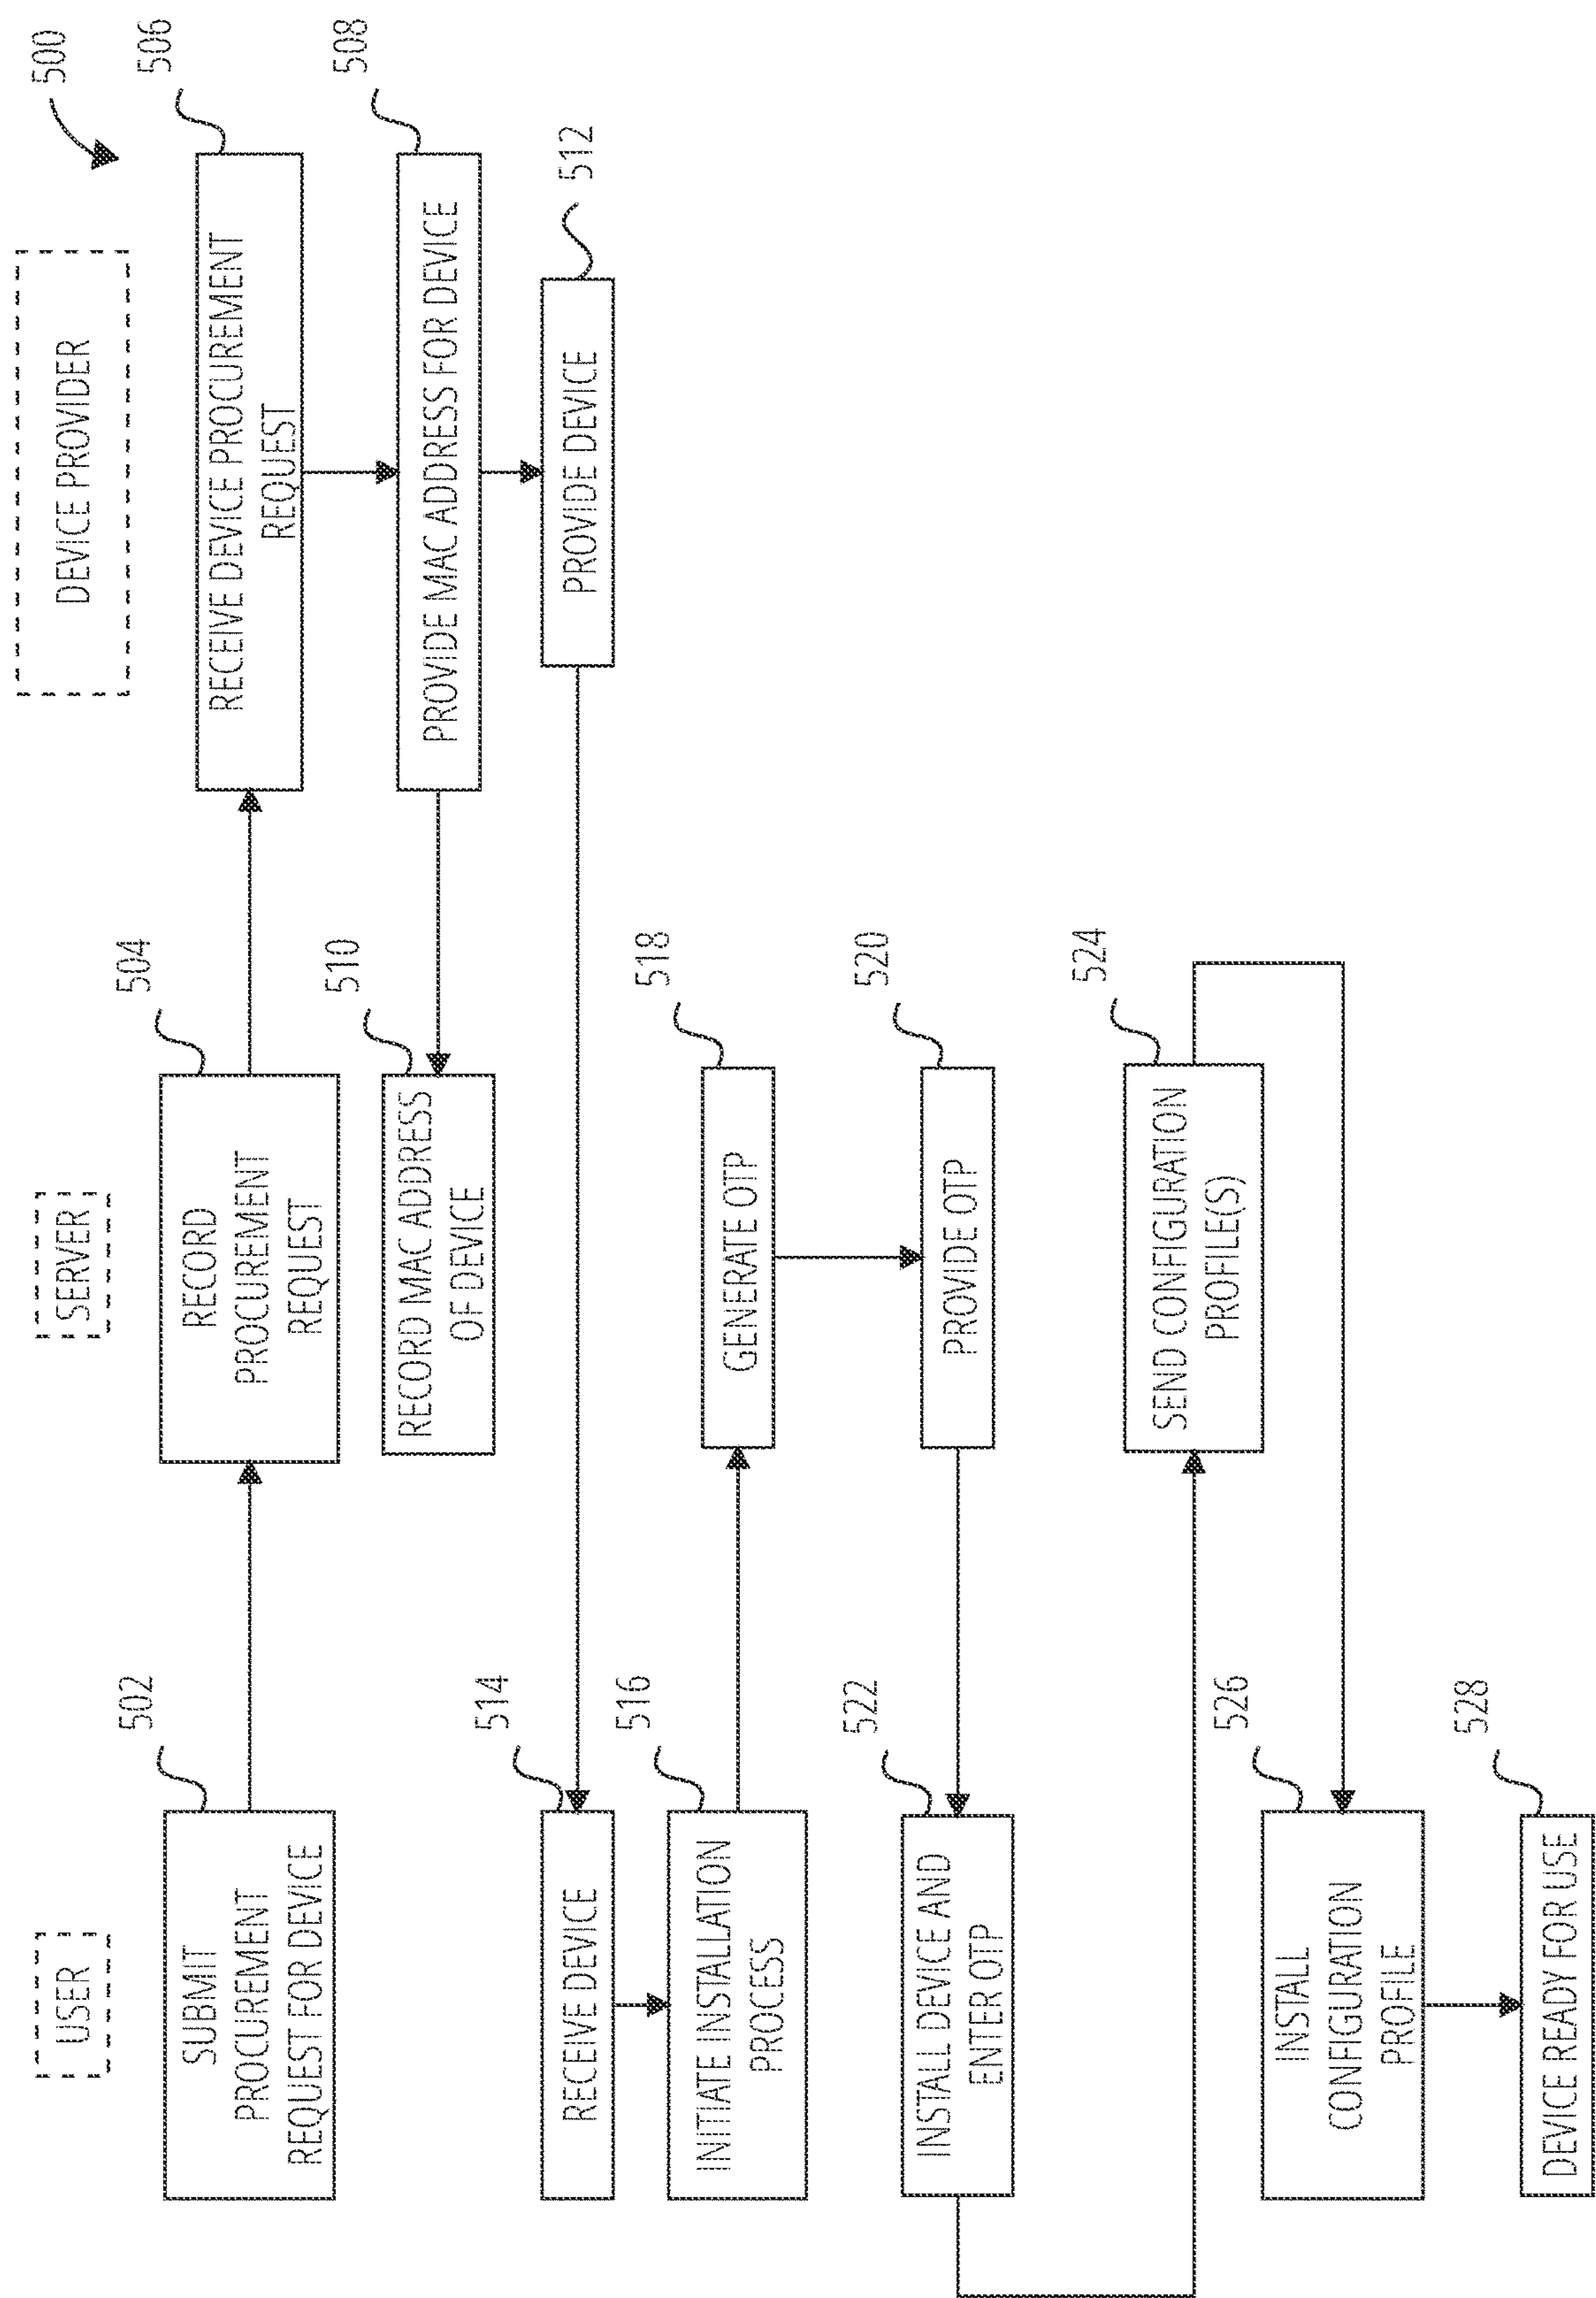 500
USER
SERVER
DEVICE PROVIDER
502
SUBMIT
PROCUREMENT
REQUEST FOR DEVICE
504
RECORD
PROCUREMENT
REQUEST
506
RECEIVE DEVICE PROCUREMENT
REQUEST
508
PROVIDE MAC ADDRESS FOR DEVICE
510
RECORD MAC ADDRESS
OF DEVICE
512
PROVIDE DEVICE
514
RECEIVE DEVICE
516
INITIATE INSTALLATION
PROCESS
518
GENERATE OTP
520
PROVIDE OTP
522
INSTALL DEVICE AND
ENTER OTP
524
SEND CONFIGURATION
PROFILE(S)
526
INSTALL
CONFIGURATION
PROFILE
528
DEVICE READY FOR USE